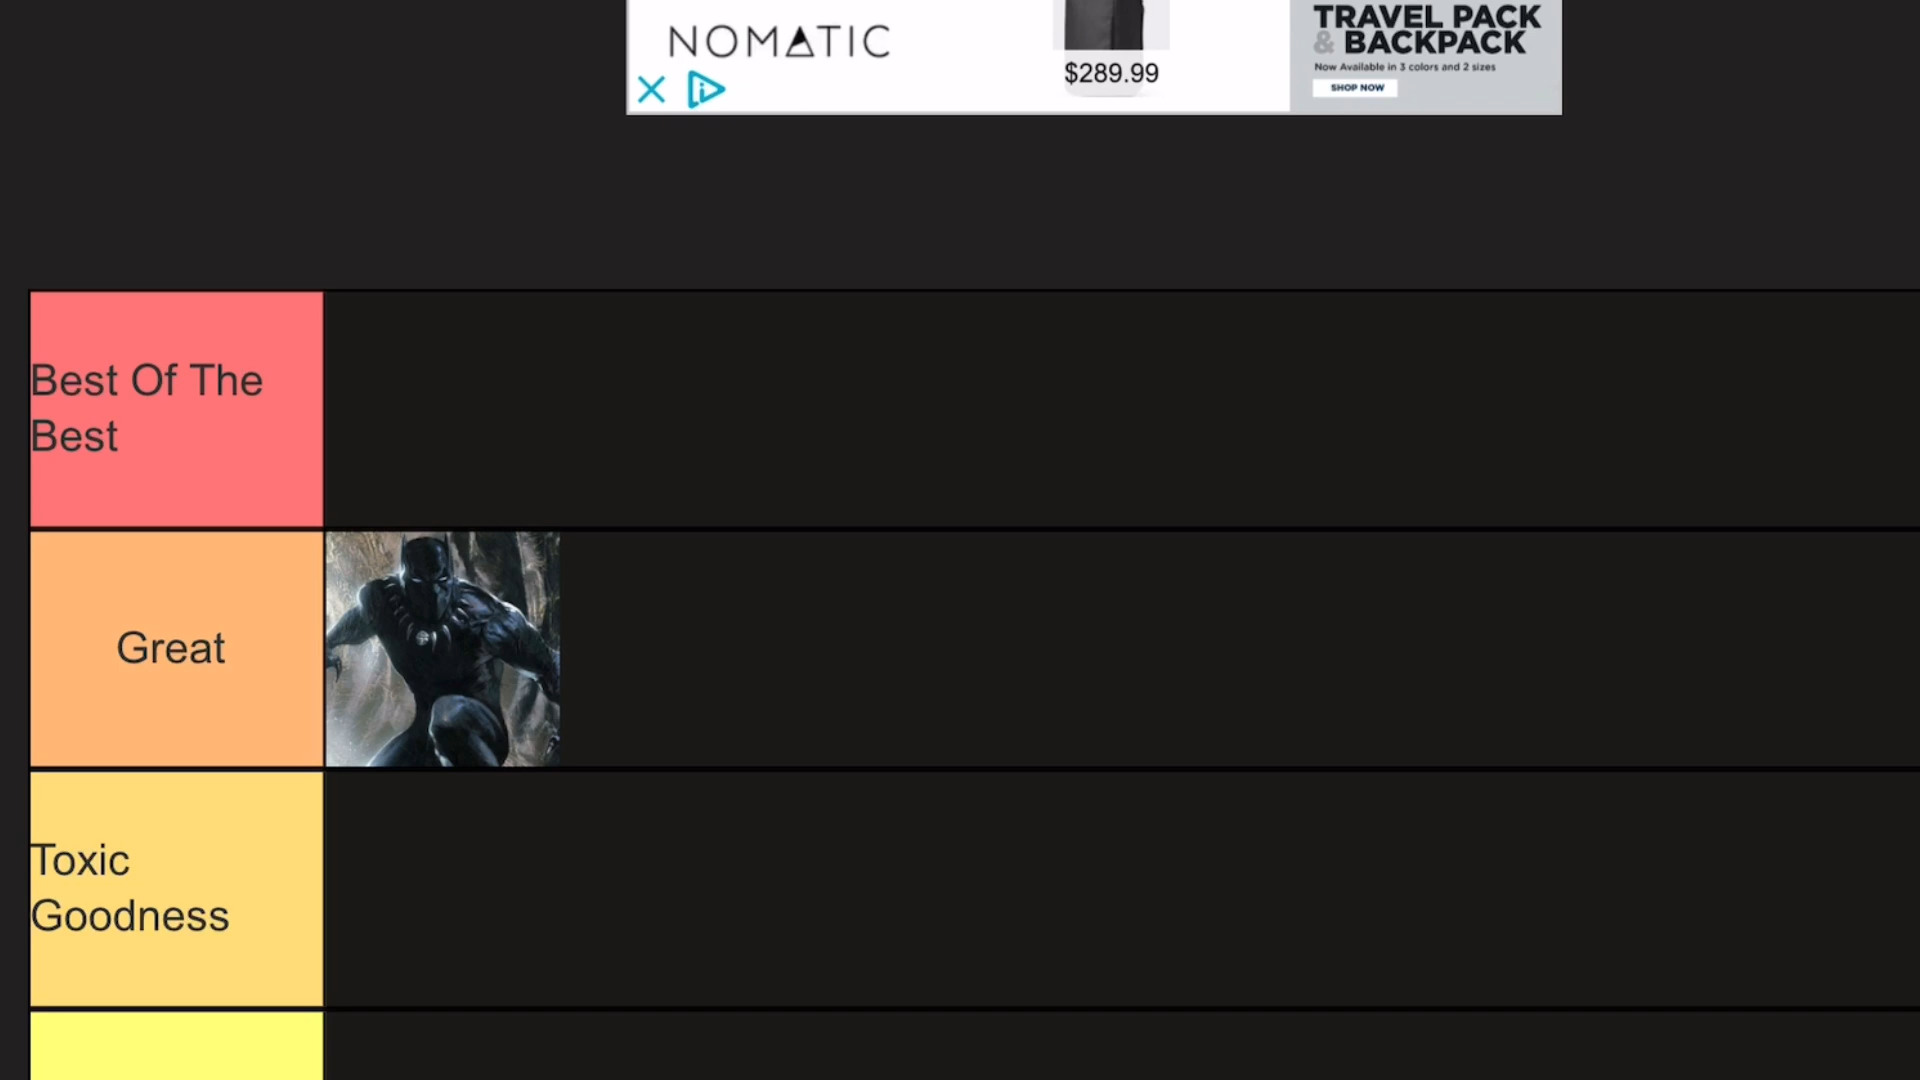 NOMATIC
$289.99
TRAVEL PACK
& BACKPACK
Now Available in 3 colors and 2 sizes
SHOP NOW
Best Of The
Best
Great
Toxic
Goodness